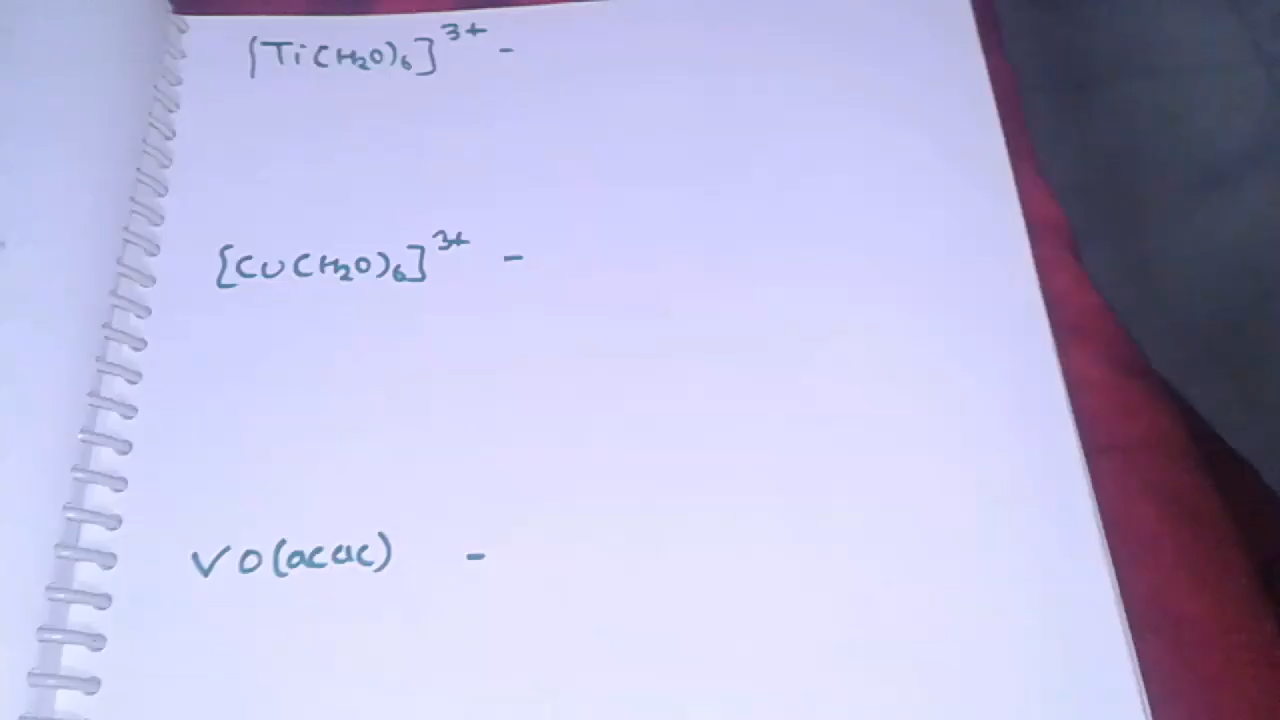 [Ti(H₂O)₆]³⁺ -
[CU(H₂O)₆]³⁺ -
VO(acac) -